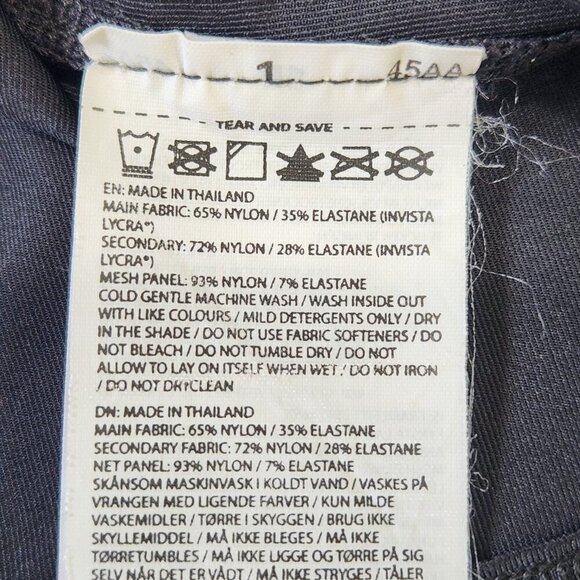 1 45
TEAR AND SAVE
EN: MADE IN THAILAND
MAIN FABRIC: 65% NYLON / 35% ELASTANE (INVISTA
LYCRA®)
SECONDARY: 72% NYLON / 28% ELASTANE (INVISTA
LYCRA®)
MESH PANEL: 93% NYLON / 7% ELASTANE
COLD GENTLE MACHINE WASH / WASH INSIDE OUT
WITH LIKE COLOURS / MILD DETERGENTS ONLY / DRY
IN THE SHADE / DO NOT USE FABRIC SOFTENERS / DO
NOT BLEACH / DO NOT TUMBLE DRY / DO NOT
ALLOW TO LAY ON ITSELF WHEN WET / DO NOT IRON
/ DO NOT DRYCLEAN
DN: MADE IN THAILAND
MAIN FABRIC: 65% NYLON / 35% ELASTANE
SECONDARY FABRIC: 72% NYLON / 28% ELASTANE
NET PANEL: 93% NYLON / 7% ELASTANE
SKÅNSOM MASKINVASK I KOLDT VAND / VASKES PÅ
VRANGEN MED LIGENDE FARVER / KUN MILDE
VASKEMIDLER / TØRRE I SKYGGEN / BRUG IKKE
SKYLLEMIDDEL / MÅ IKKE BLEGES / MÅ IKKE
TØRRETUMBLES / MÅ IKKE LIGGE OG TØRRE PÅ SIG
SELV NÅR DET ER VÅDT / MÅ IKKE STRYGES / TÅLER